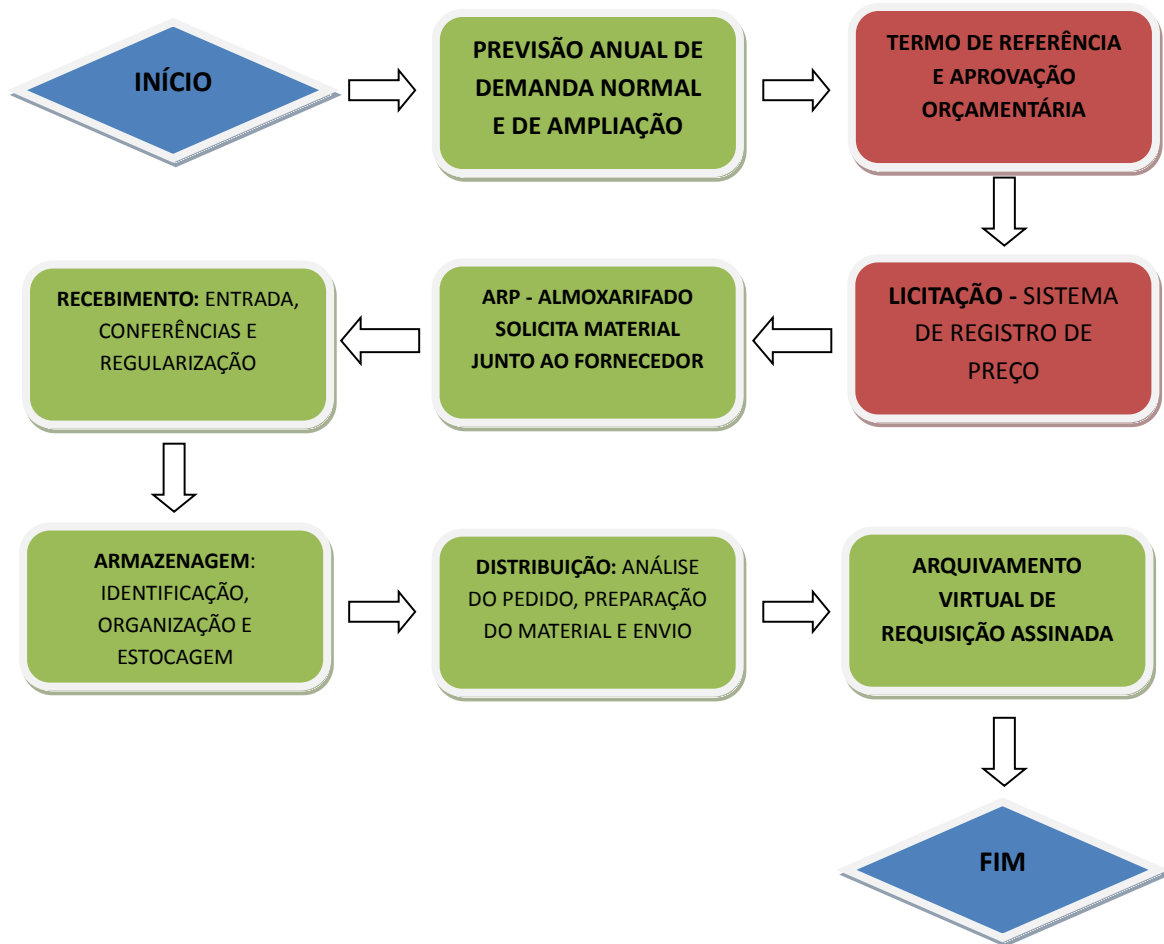 INÍCIO
PREVISÃO ANUAL DE
DEMANDA NORMAL
E DE AMPLIAÇÃO
TERMO DE REFERÊNCIA
E APROVAÇÃO
ORÇAMENTÁRIA
LICITAÇÃO - SISTEMA
DE REGISTRO DE
PREÇO
ARP - ALMOXARIFADO
SOLICITA MATERIAL
JUNTO AO FORNECEDOR
RECEBIMENTO: ENTRADA,
CONFERÊNCIAS E
REGULARIZAÇÃO
ARMAZENAGEM:
IDENTIFICAÇÃO,
ORGANIZAÇÃO E
ESTOCAGEM
DISTRIBUIÇÃO: ANÁLISE
DO PEDIDO, PREPARAÇÃO
DO MATERIAL E ENVIO
ARQUIVAMENTO
VIRTUAL DE
REQUISIÇÃO ASSINADA
FIM